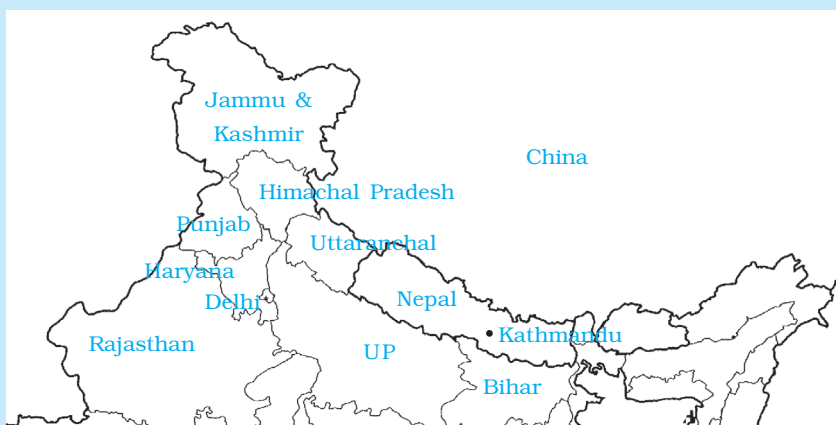 Jammu &
Kashmir
China
Himachal Pradesh
Punjab
Uttaranchal
Haryana
Nepal
Delhi
Kathmandu
Rajasthan
UP
Bihar